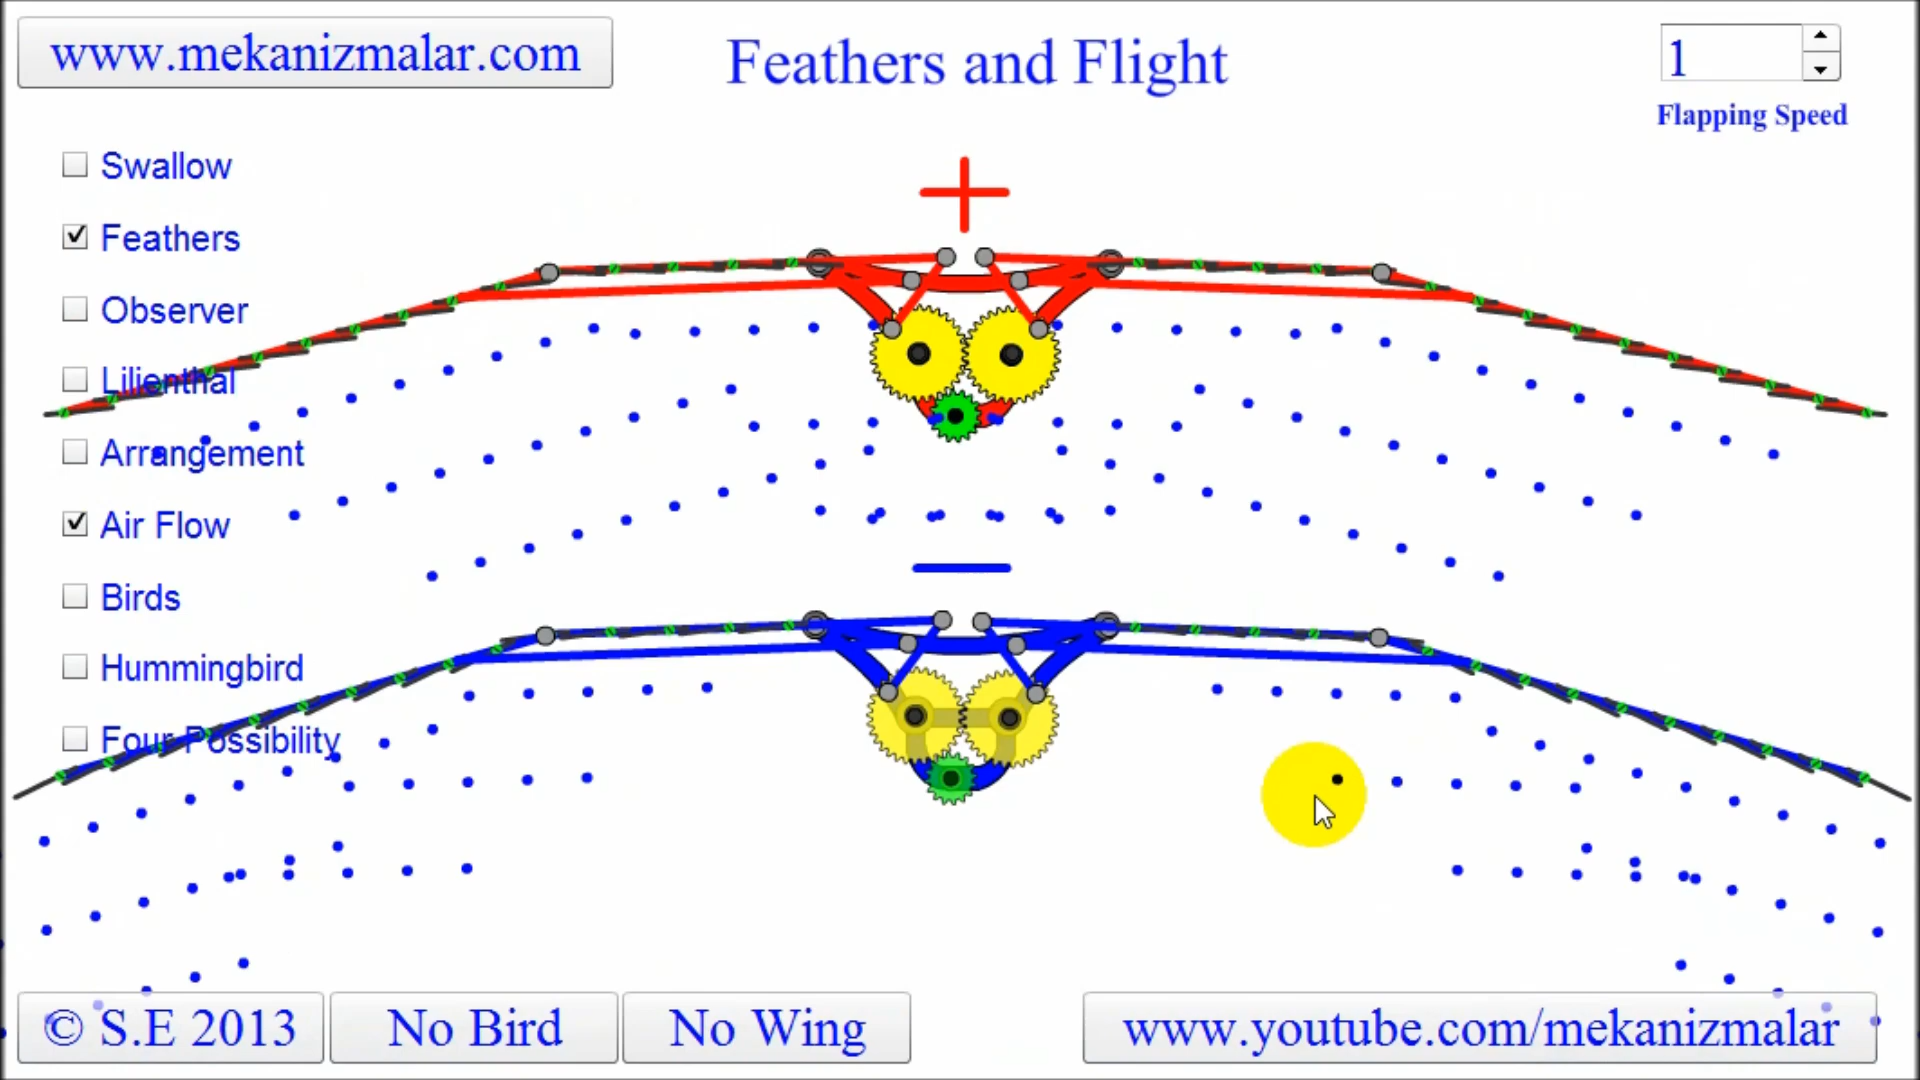 www.mekanizmalar.com
Feathers and Flight
1
Flapping Speed
Swallow
Feathers
Observer
Lilienthal
Arrangement
Air Flow
Birds
Hummingbird
Four Possibility
© S.E 2013
No Bird
No Wing
www.youtube.com/mekanizmalar